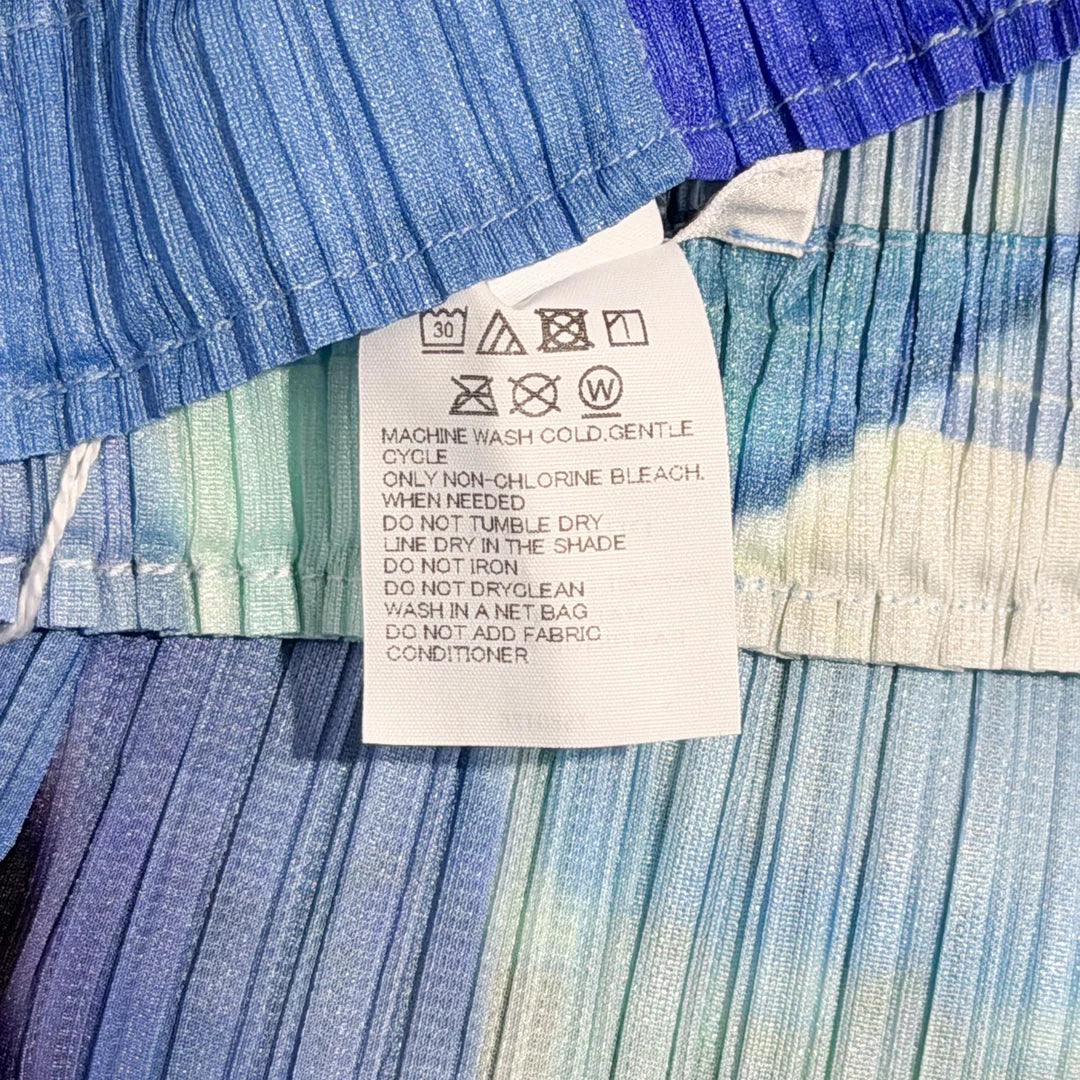 30
W
MACHINE WASH COLD.GENTLE
CYCLE
ONLY NON-CHLORINE BLEACH.
WHEN NEEDED
DO NOT TUMBLE DRY
LINE DRY IN THE SHADE
DO NOT IRON
DO NOT DRYCLEAN
WASH IN A NET BAG
DO NOT ADD FABRIC
CONDITIONER